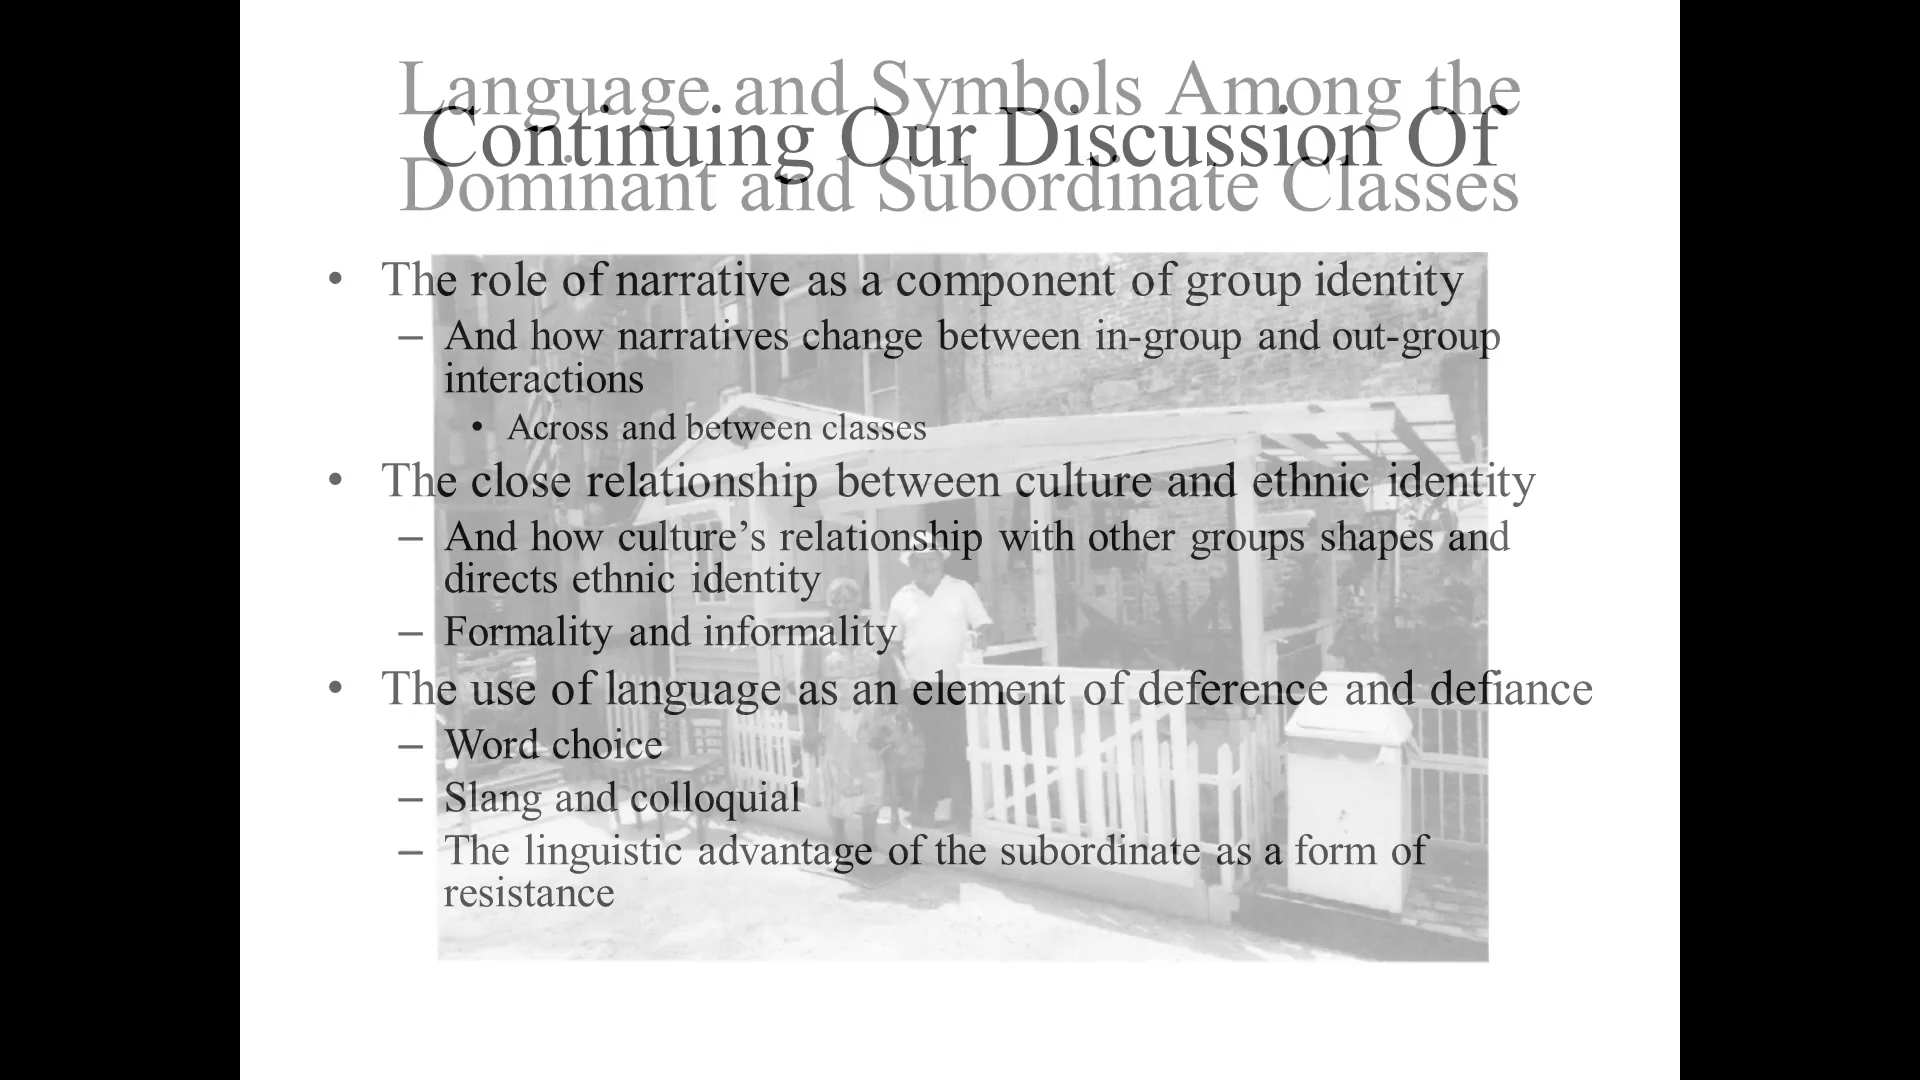 Language and Symbols Among the
Continuing Our Discussion Of
Dominant and Subordinate Classes
• The role of narrative as a component of group identity
– And how narratives change between in-group and out-group
interactions
• Across and between classes
• The close relationship between culture and ethnic identity
– And how culture’s relationship with other groups shapes and
directs ethnic identity
– Formality and informality
• The use of language as an element of deference and defiance
– Word choice
– Slang and colloquial
– The linguistic advantage of the subordinate as a form of
resistance